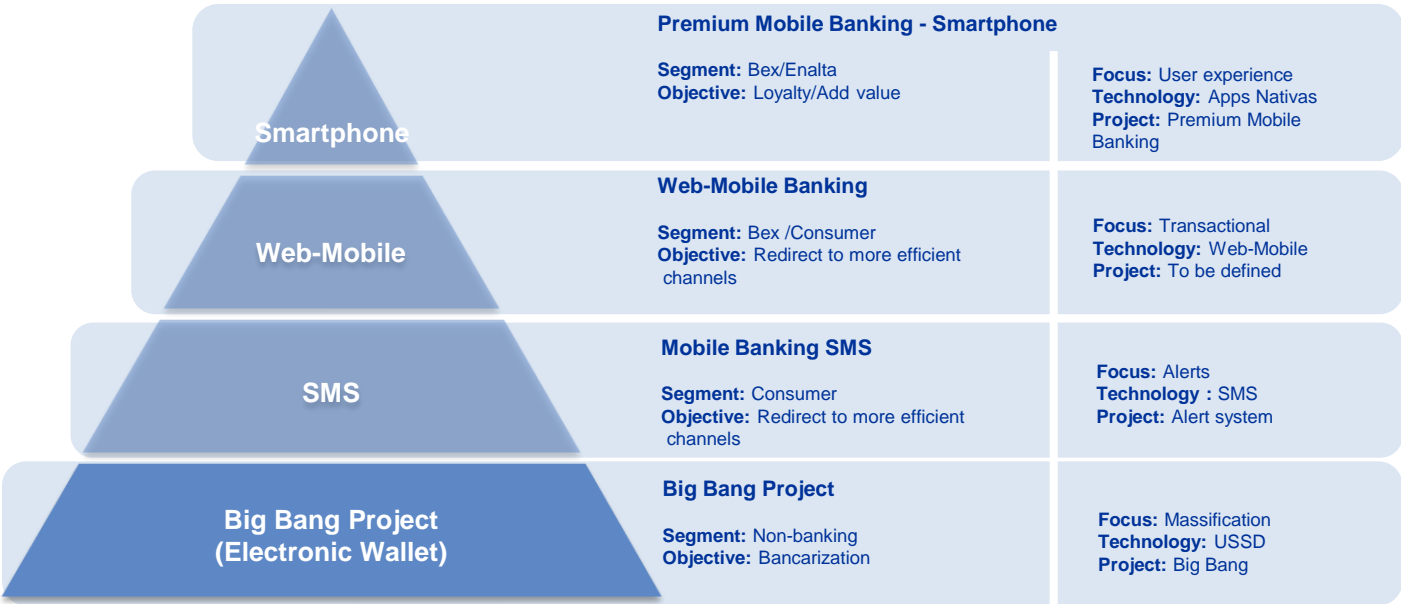 Smartphone
Premium Mobile Banking - Smartphone
Segment: Bex/Enalta
Objective: Loyalty/Add value
Focus: User experience
Technology: Apps Nativas
Project: Premium Mobile
Banking
Web-Mobile
Web-Mobile Banking
Segment: Bex /Consumer
Objective: Redirect to more efficient
channels
Focus: Transactional
Technology: Web-Mobile
Project: To be defined
SMS
Mobile Banking SMS
Segment: Consumer
Objective: Redirect to more efficient
channels
Focus: Alerts
Technology : SMS
Project: Alert system
Big Bang Project
(Electronic Wallet)
Big Bang Project
Segment: Non-banking
Objective: Bancarization
Focus: Massification
Technology: USSD
Project: Big Bang